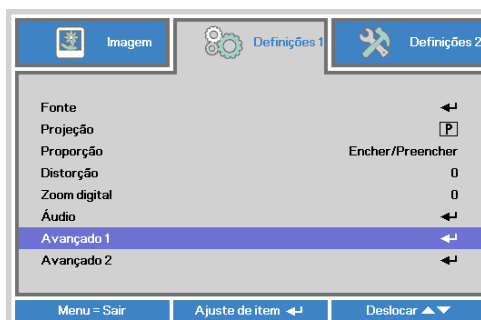 Imagem Definições 1 Definições 2
Fonte
Projeção P
Proporção Encher/Preencher
Distorção 0
Zoom digital 0
Áudio
Avançado 1
Avançado 2
Menu = Sair Ajuste de item Deslocar